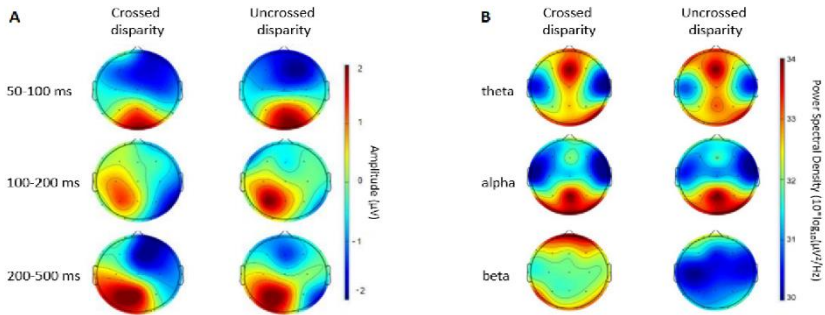 A
Crossed disparity
Uncrossed disparity
50-100 ms
100-200 ms
200-500 ms
2
1
0
-1
-2
Amplitude (µV)
B
Crossed disparity
Uncrossed disparity
theta
alpha
beta
34
33
32
31
30
Power Spectral Density (10*log₁₀(µV²/Hz)